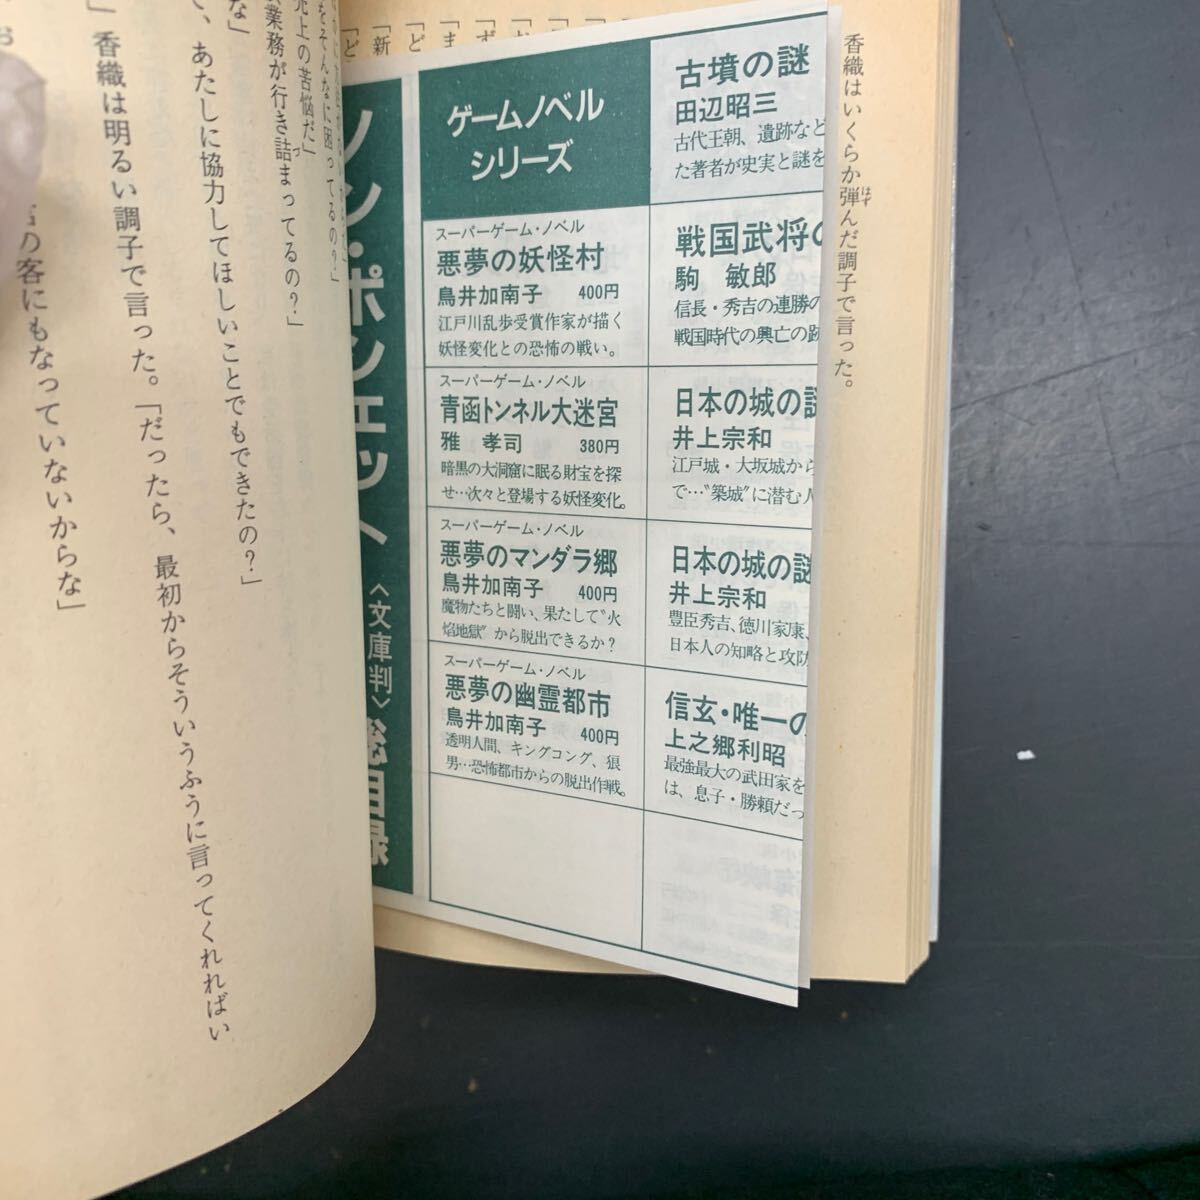 香織はいくらか弾んだ調子で言った。
はず
古墳の謎
田辺昭三
古代王朝、遺跡など
た著者が史実と謎を
戦国武将の
駒 敏郎
信長・秀吉の連勝の
戦国時代の興亡の跡
日本の城の謎
井上宗和
江戸城・大坂城から
で…〝築城〟に潜む人
日本の城の謎
井上宗和
豊臣秀吉、徳川家康、
日本人の知略と攻防
信玄・唯一の
上之郷利昭
最強最大の武田家を
は、息子・勝頼だっ
ゲームノベル
シリーズ
スーパーゲーム・ノベル
悪夢の妖怪村
鳥井加南子 400円
江戸川乱歩受賞作家が描く
妖怪変化との恐怖の戦い。
スーパーゲーム・ノベル
青函トンネル大迷宮
雅 孝司 380円
暗黒の大洞窟に眠る財宝を探
せ…次々と登場する妖怪変化。
スーパーゲーム・ノベル
悪夢のマンダラ郷
鳥井加南子 400円
魔物たちと闘い、果たして〝火
焰地獄〟から脱出できるか？
スーパーゲーム・ノベル
悪夢の幽霊都市
鳥井加南子 400円
透明人間、キングコング、狼
男…恐怖都市からの脱出作戦。
ノン・ポシェット〈文庫判〉総目録
をそんなに困ってるの？」
売上の苦悩だ」
業務が行き詰まってるの？」
な」
て、あたしに協力してほしいことでもできたの？」
」香織は明るい調子で言った。「だったら、最初からそういうふうに言ってくれればい
の客にもなっていないからな」
お